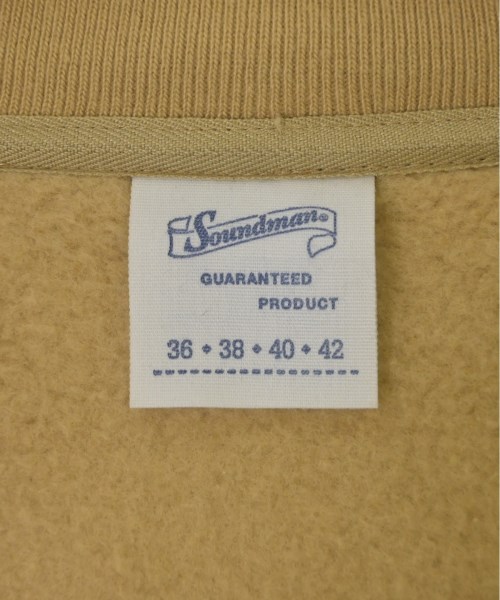 Soundman®
GUARANTEED
PRODUCT
36 • 38 • 40 • 42